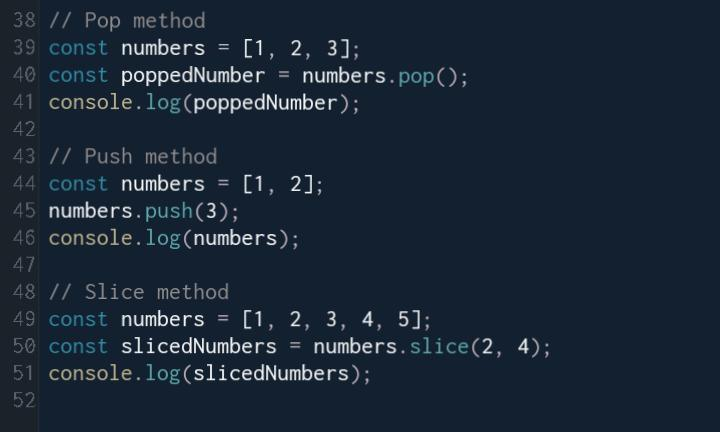 38 // Pop method
39 const numbers = [1, 2, 3];
40 const poppedNumber = numbers.pop();
41 console.log(poppedNumber);
42
43 // Push method
44 const numbers = [1, 2];
45 numbers.push(3);
46 console.log(numbers);
47
48 // Slice method
49 const numbers = [1, 2, 3, 4, 5];
50 const slicedNumbers = numbers.slice(2, 4);
51 console.log(slicedNumbers);
52